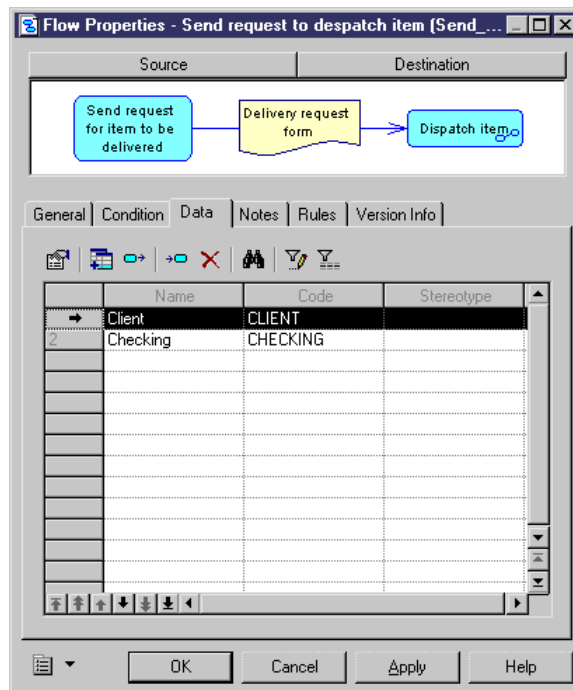 Flow Properties - Send request to despatch item (Send_...
Source Destination
Send request
for item to be
delivered
Delivery request
form
Dispatch item
General Condition Data Notes Rules Version Info
Name Code Stereotype
Client CLIENT
2 Checking CHECKING
OK Cancel Apply Help